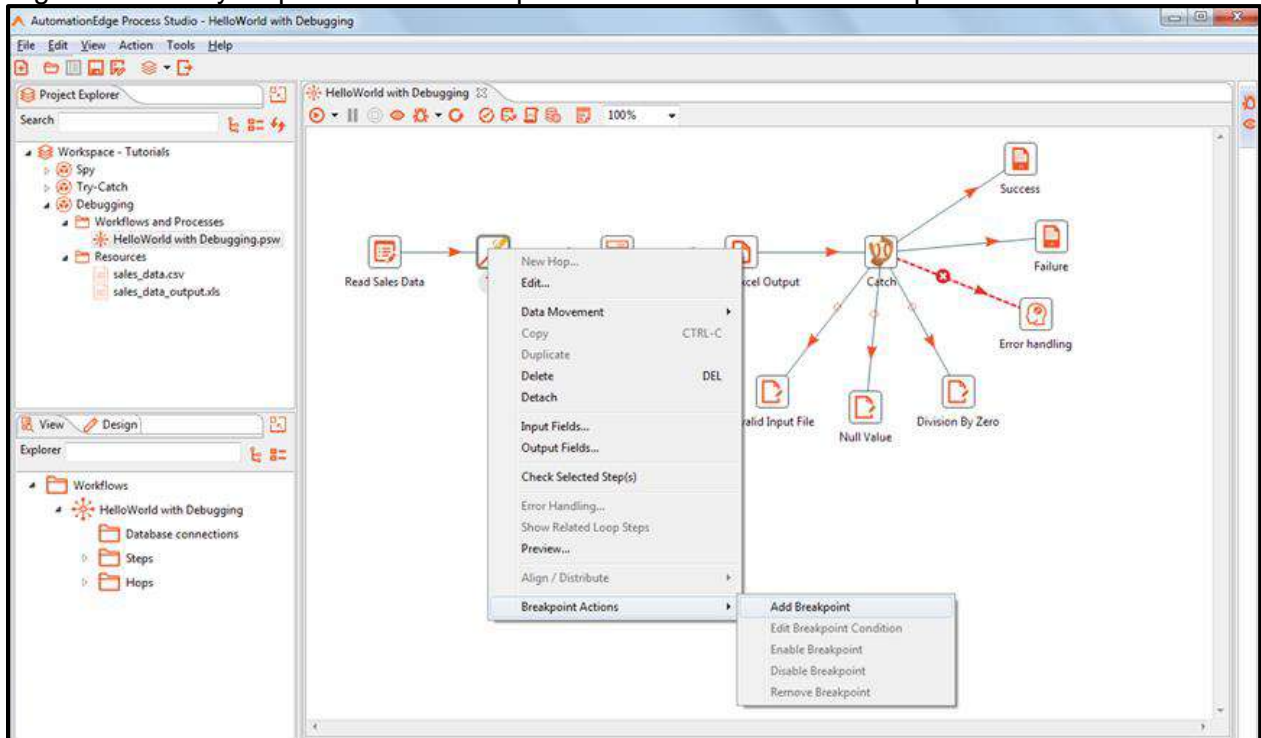 AutomationEdge Process Studio - HelloWorld with Debugging
File Edit View Action Tools Help
Project Explorer
Search
Workspace - Tutorials
Spy
Try-Catch
Debugging
Workflows and Processes
HelloWorld with Debugging.psw
Resources
sales_data.csv
sales_data_output.xls
View
Design
Explorer
Workflows
HelloWorld with Debugging
Database connections
Steps
Hops
HelloWorld with Debugging
100%
Read Sales Data
Excel Output
Catch
Success
Failure
Error handling
Invalid Input File
Null Value
Division By Zero
New Hop...
Edit...
Data Movement
Copy CTRL-C
Duplicate
Delete DEL
Detach
Input Fields...
Output Fields...
Check Selected Step(s)
Error Handling...
Show Related Loop Steps
Preview...
Align / Distribute
Breakpoint Actions
Add Breakpoint
Edit Breakpoint Condition
Enable Breakpoint
Disable Breakpoint
Remove Breakpoint